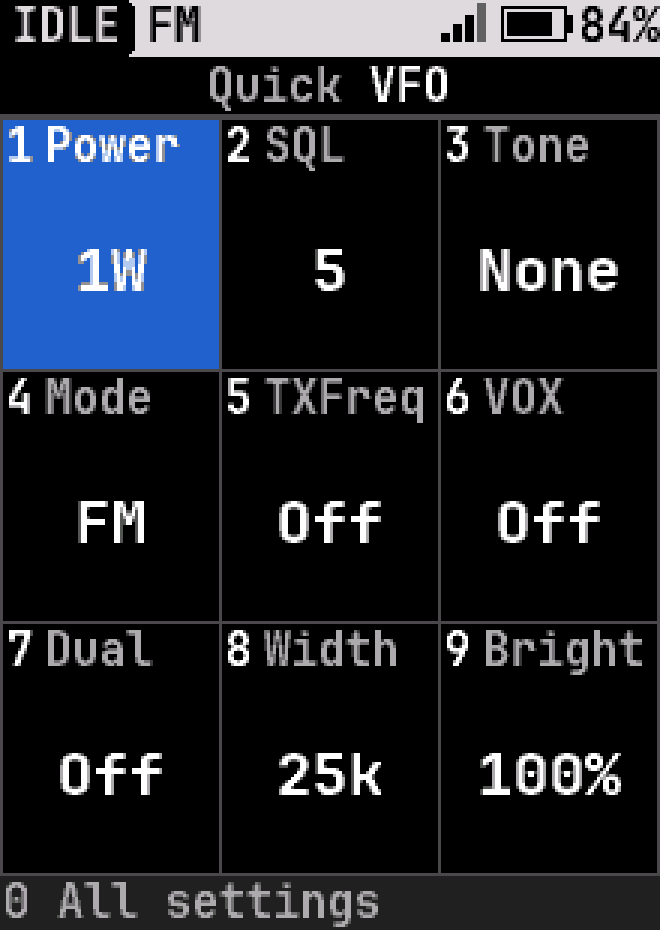 IDLE FM 84%
Quick VFO
1 Power 2 SQL 3 Tone
1W 5 None
4 Mode 5 TXFreq 6 VOX
FM Off Off
7 Dual 8 Width 9 Bright
Off 25k 100%
0 All settings